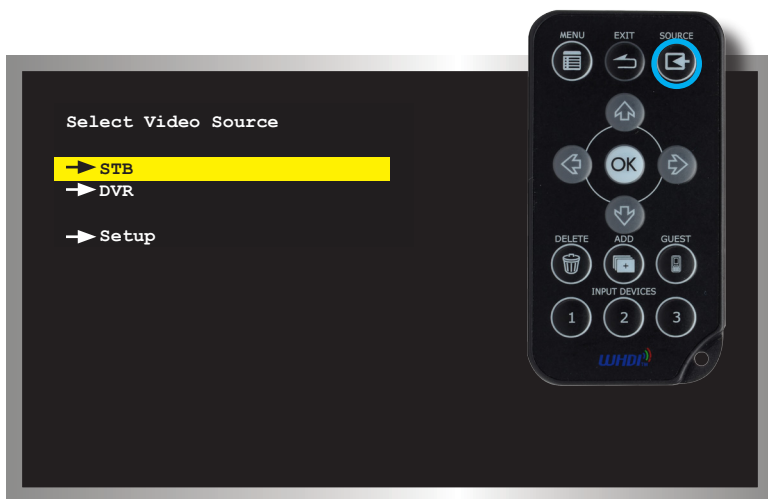 Select Video Source
STB
DVR
Setup
MENU EXIT SOURCE
OK
DELETE ADD GUEST
INPUT DEVICES
1 2 3
WHDI